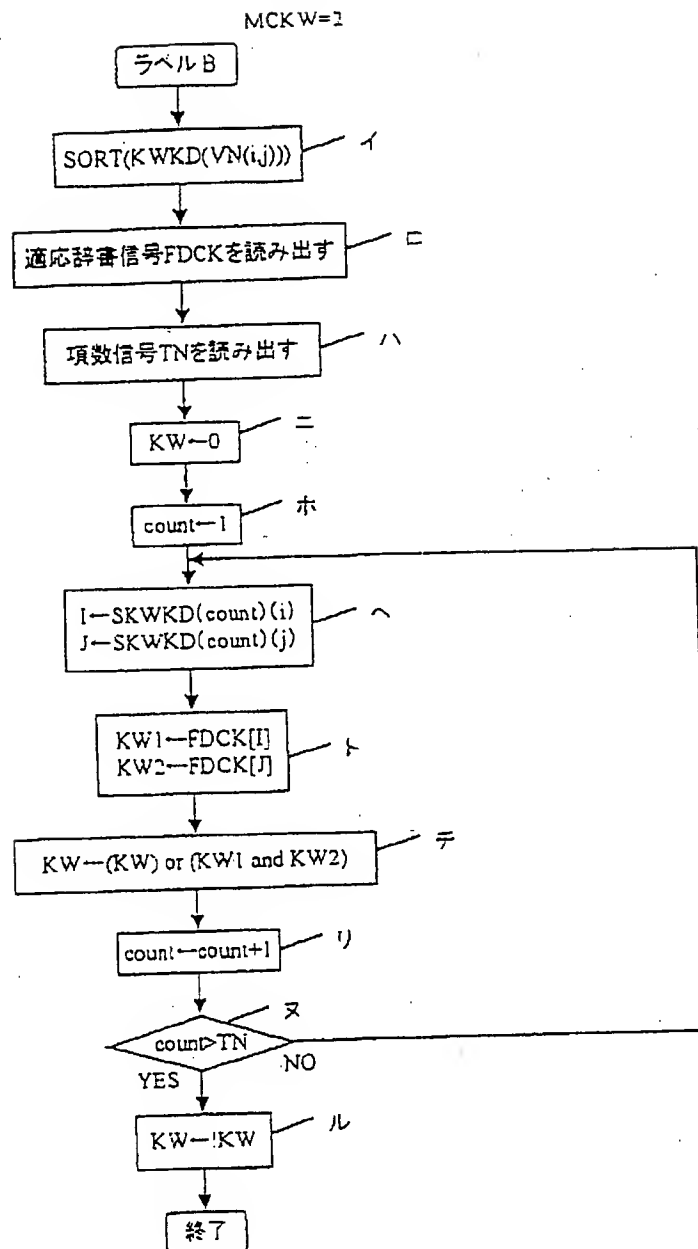 MCKW=2
ラベルB
SORT(KWKD(VN(i,j)))
イ
適応辞書信号FDCKを読み出す
ロ
項数信号TNを読み出す
ハ
KW←0
ニ
count←1
ホ
I←SKWKD(count)(i)
J←SKWKD(count)(j)
ヘ
KW1←FDCK[I]
KW2←FDCK[J]
ト
KW←(KW) or (KW1 and KW2)
チ
count←count+1
リ
ヌ
count>TN
NO
YES
KW←!KW
ル
終了